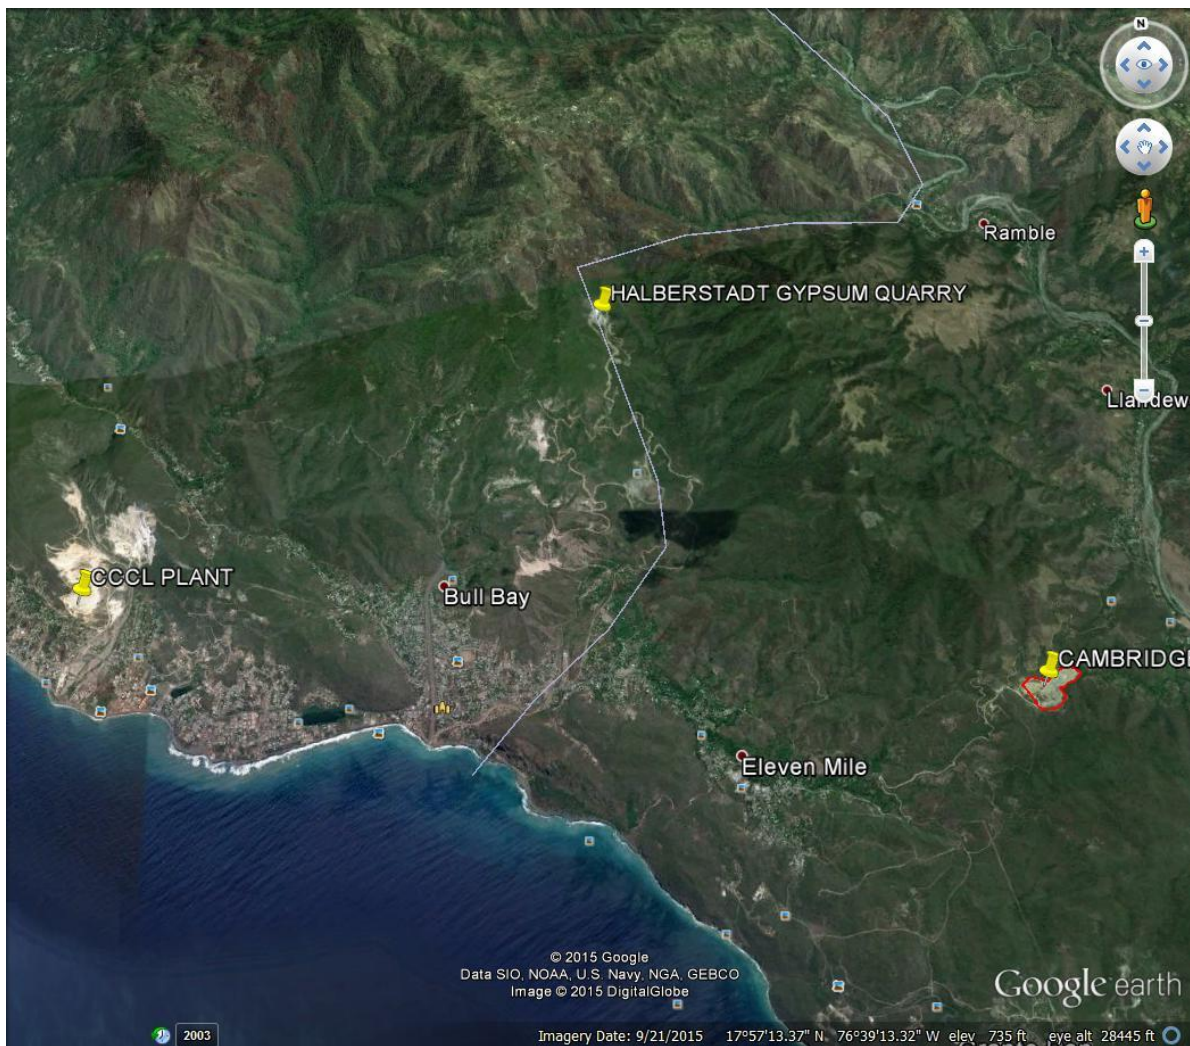 N
Ramble
HALBERSTADT GYPSUM QUARRY
Llandew
CCCL PLANT
Bull Bay
CAMBRIDGE
Eleven Mile
© 2015 Google
Data SIO, NOAA, U.S. Navy, NGA, GEBCO
Image © 2015 DigitalGlobe
Google earth
2003
Imagery Date: 9/21/2015 17°57'13.37" N 76°39'13.32" W elev 735 ft eye alt 28445 ft